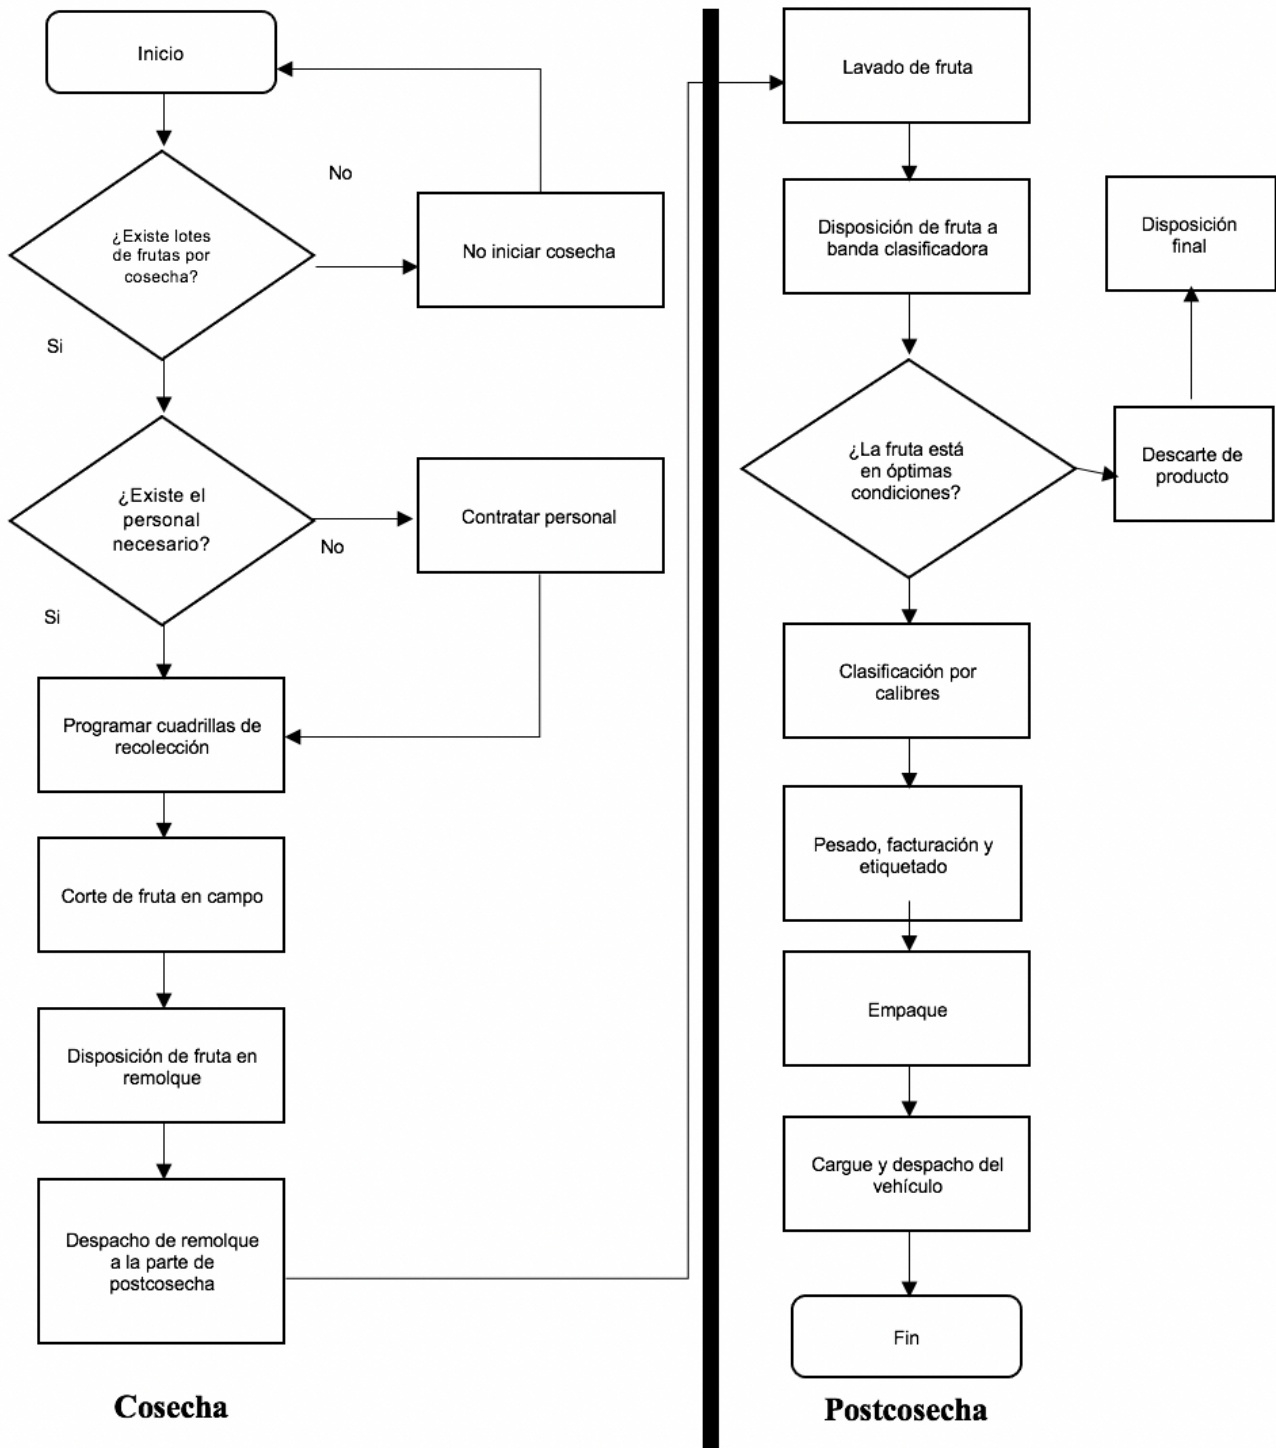 Inicio
No
¿Existe lotes
de frutas por
cosecha?
No iniciar cosecha
Si
¿Existe el
personal
necesario?
Contratar personal
No
Si
Programar cuadrillas de
recolección
Corte de fruta en campo
Disposición de fruta en
remolque
Despacho de remolque
a la parte de
postcosecha
Cosecha
Lavado de fruta
Disposición de fruta a
banda clasificadora
Disposición
final
¿La fruta está
en óptimas
condiciones?
Descarte de
producto
Clasificación por
calibres
Pesado, facturación y
etiquetado
Empaque
Cargue y despacho del
vehículo
Fin
Postcosecha